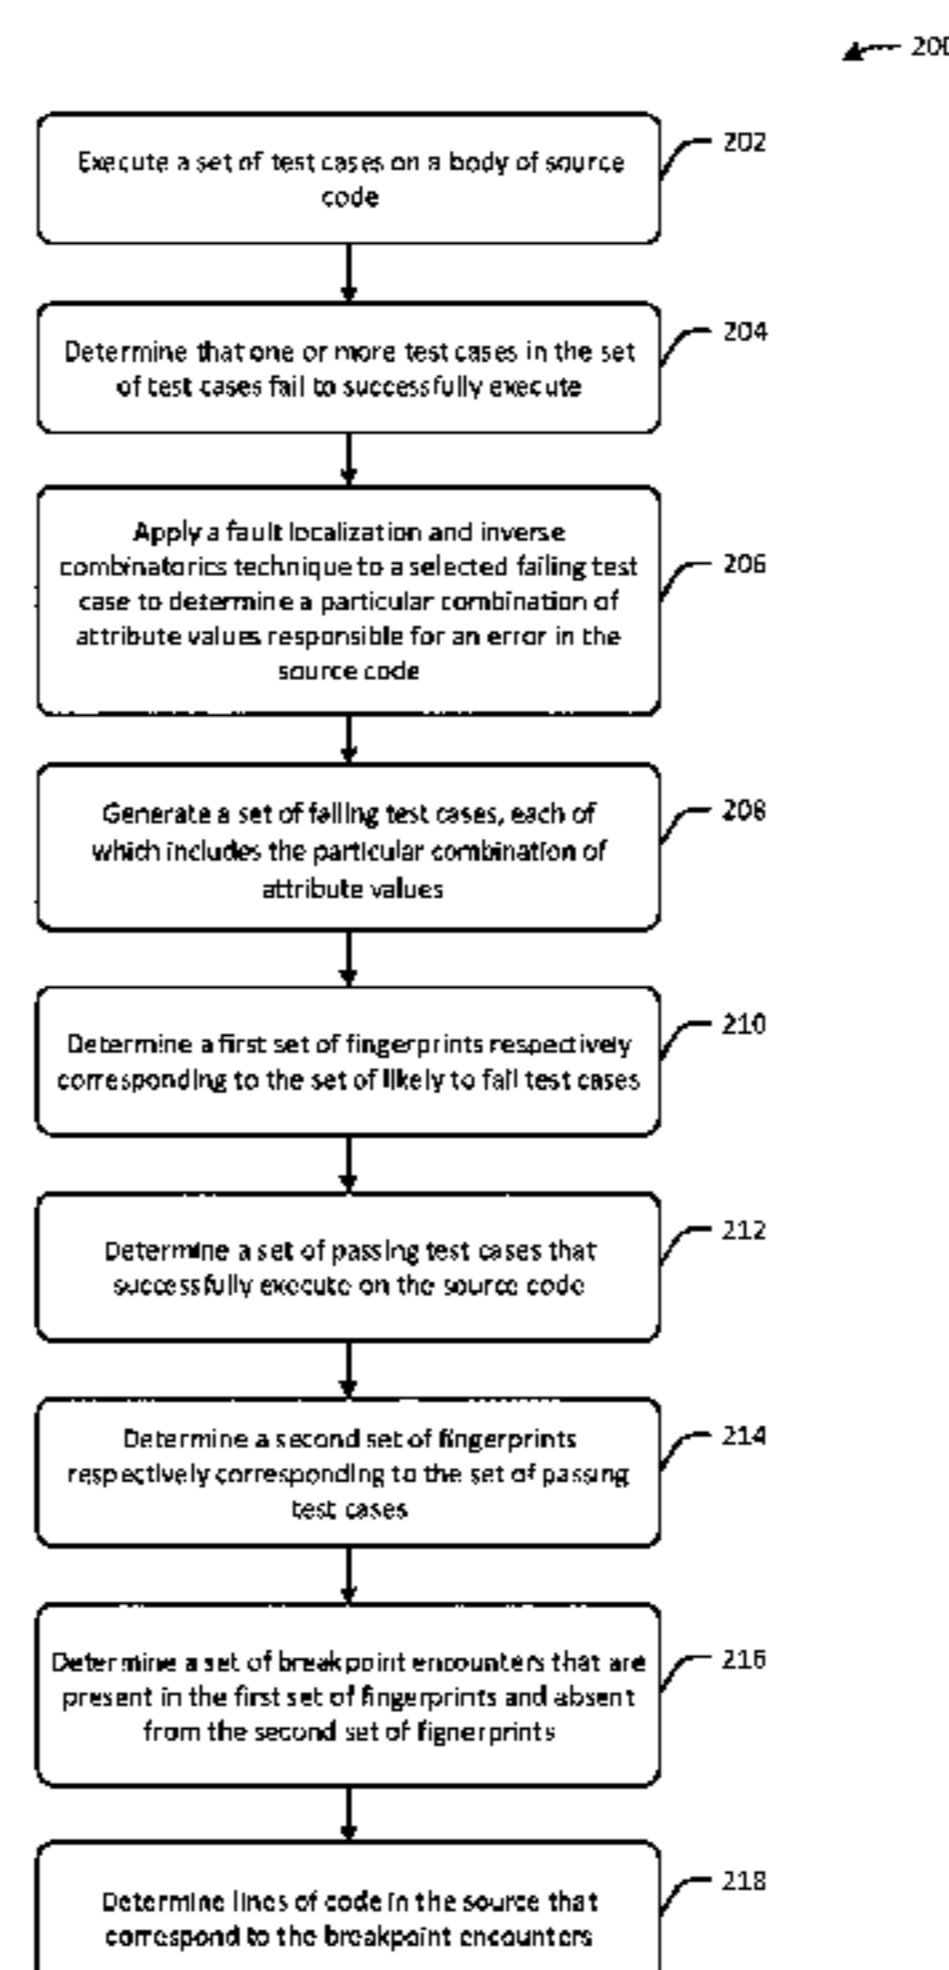 200
Execute a set of test cases on a body of source
code
202
Determine that one or more test cases in the set
of test cases fail to successfully execute
204
Apply a fault localization and inverse
combinatorics technique to a selected failing test
case to determine a particular combination of
attribute values responsible for an error in the
source code
206
Generate a set of failing test cases, each of
which includes the particular combination of
attribute values
208
Determine a first set of fingerprints respectively
corresponding to the set of likely to fail test cases
210
Determine a set of passing test cases that
successfully execute on the source code
212
Determine a second set of fingerprints
respectively corresponding to the set of passing
test cases
214
Determine a set of breakpoint encounters that are
present in the first set of fingerprints and absent
from the second set of fignerprints
216
Determine lines of code in the source that
correspond to the breakpoint encounters
218